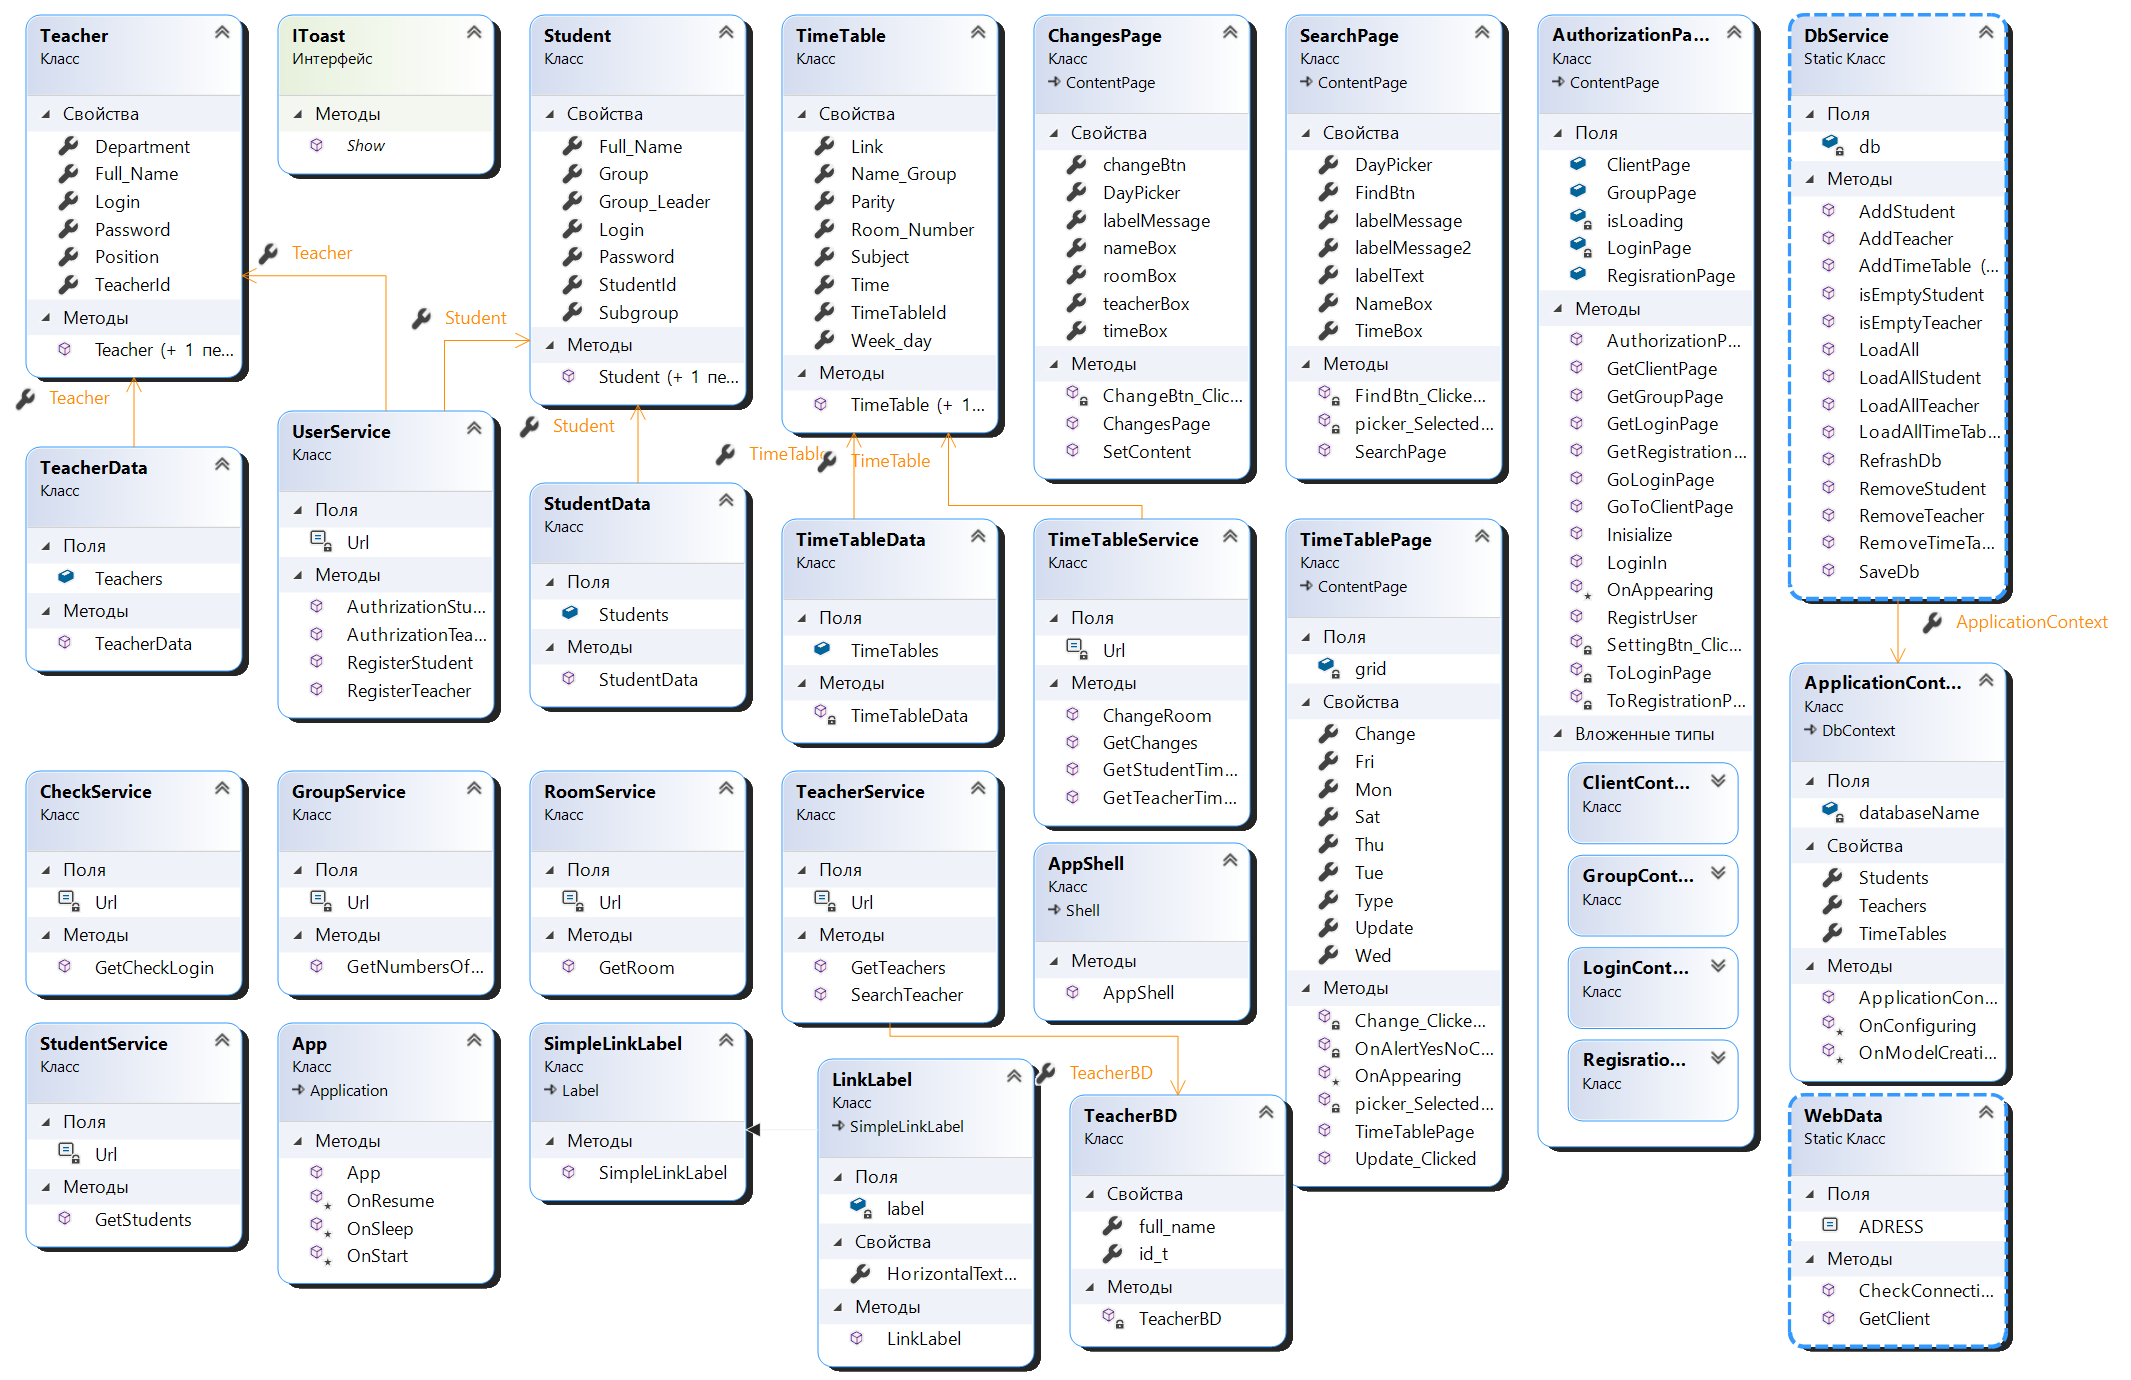 Teacher
Класс
Свойства
Department
Full_Name
Login
Password
Position
TeacherId
Методы
Teacher (+ 1 пе...
Teacher
Teacher
TeacherData
Класс
Поля
Teachers
Методы
TeacherData
CheckService
Класс
Поля
Url
Методы
GetCheckLogin
StudentService
Класс
Поля
Url
Методы
GetStudents
IToast
Интерфейс
Методы
Show
Student
UserService
Класс
Поля
Url
Методы
AuthrizationStu...
AuthrizationTea...
RegisterStudent
RegisterTeacher
GroupService
Класс
Поля
Url
Методы
GetNumbersOf...
App
Класс
Application
Методы
App
OnResume
OnSleep
OnStart
Student
Класс
Свойства
Full_Name
Group
Group_Leader
Login
Password
StudentId
Subgroup
Методы
Student (+ 1 пе...
Student
StudentData
Класс
Поля
Students
Методы
StudentData
RoomService
Класс
Поля
Url
Методы
GetRoom
SimpleLinkLabel
Класс
Label
Методы
SimpleLinkLabel
TimeTable
Класс
Свойства
Link
Name_Group
Parity
Room_Number
Subject
Time
TimeTableId
Week_day
Методы
TimeTable (+ 1...
TimeTable
TimeTable
TimeTableData
Класс
Поля
TimeTables
Методы
TimeTableData
TeacherService
Класс
Поля
Url
Методы
GetTeachers
SearchTeacher
LinkLabel
Класс
SimpleLinkLabel
Поля
label
Свойства
HorizontalText...
Методы
LinkLabel
ChangesPage
Класс
ContentPage
Свойства
changeBtn
DayPicker
labelMessage
nameBox
roomBox
teacherBox
timeBox
Методы
ChangeBtn_Clic...
ChangesPage
SetContent
TimeTableService
Класс
Поля
Url
Методы
ChangeRoom
GetChanges
GetStudentTim...
GetTeacherTim...
AppShell
Класс
Shell
Методы
AppShell
TeacherBD
TeacherBD
Класс
Свойства
full_name
id_t
Методы
TeacherBD
SearchPage
Класс
ContentPage
Свойства
DayPicker
FindBtn
labelMessage
labelMessage2
labelText
NameBox
TimeBox
Методы
FindBtn_Clicke...
picker_Selected...
SearchPage
TimeTablePage
Класс
ContentPage
Поля
grid
Свойства
Change
Fri
Mon
Sat
Thu
Tue
Type
Update
Wed
Методы
Change_Clicke...
OnAlertYesNoC...
OnAppearing
picker_Selected...
TimeTablePage
Update_Clicked
AuthorizationPa...
Класс
ContentPage
Поля
ClientPage
GroupPage
isLoading
LoginPage
RegisrationPage
Методы
AuthorizationP...
GetClientPage
GetGroupPage
GetLoginPage
GetRegistration...
GoLoginPage
GoToClientPage
Inisialize
LoginIn
OnAppearing
RegistrUser
SettingBtn_Clic...
ToLoginPage
ToRegistrationP...
Вложенные типы
ClientCont...
Класс
GroupCont...
Класс
LoginCont...
Класс
Regisratio...
Класс
DbService
Static Класс
Поля
db
Методы
AddStudent
AddTeacher
AddTimeTable (...
isEmptyStudent
isEmptyTeacher
LoadAll
LoadAllStudent
LoadAllTeacher
LoadAllTimeTab...
RefrashDb
RemoveStudent
RemoveTeacher
RemoveTimeTa...
SaveDb
ApplicationContext
ApplicationCont...
Класс
DbContext
Поля
databaseName
Свойства
Students
Teachers
TimeTables
Методы
ApplicationCon...
OnConfiguring
OnModelCreati...
WebData
Static Класс
Поля
ADRESS
Методы
CheckConnecti...
GetClient